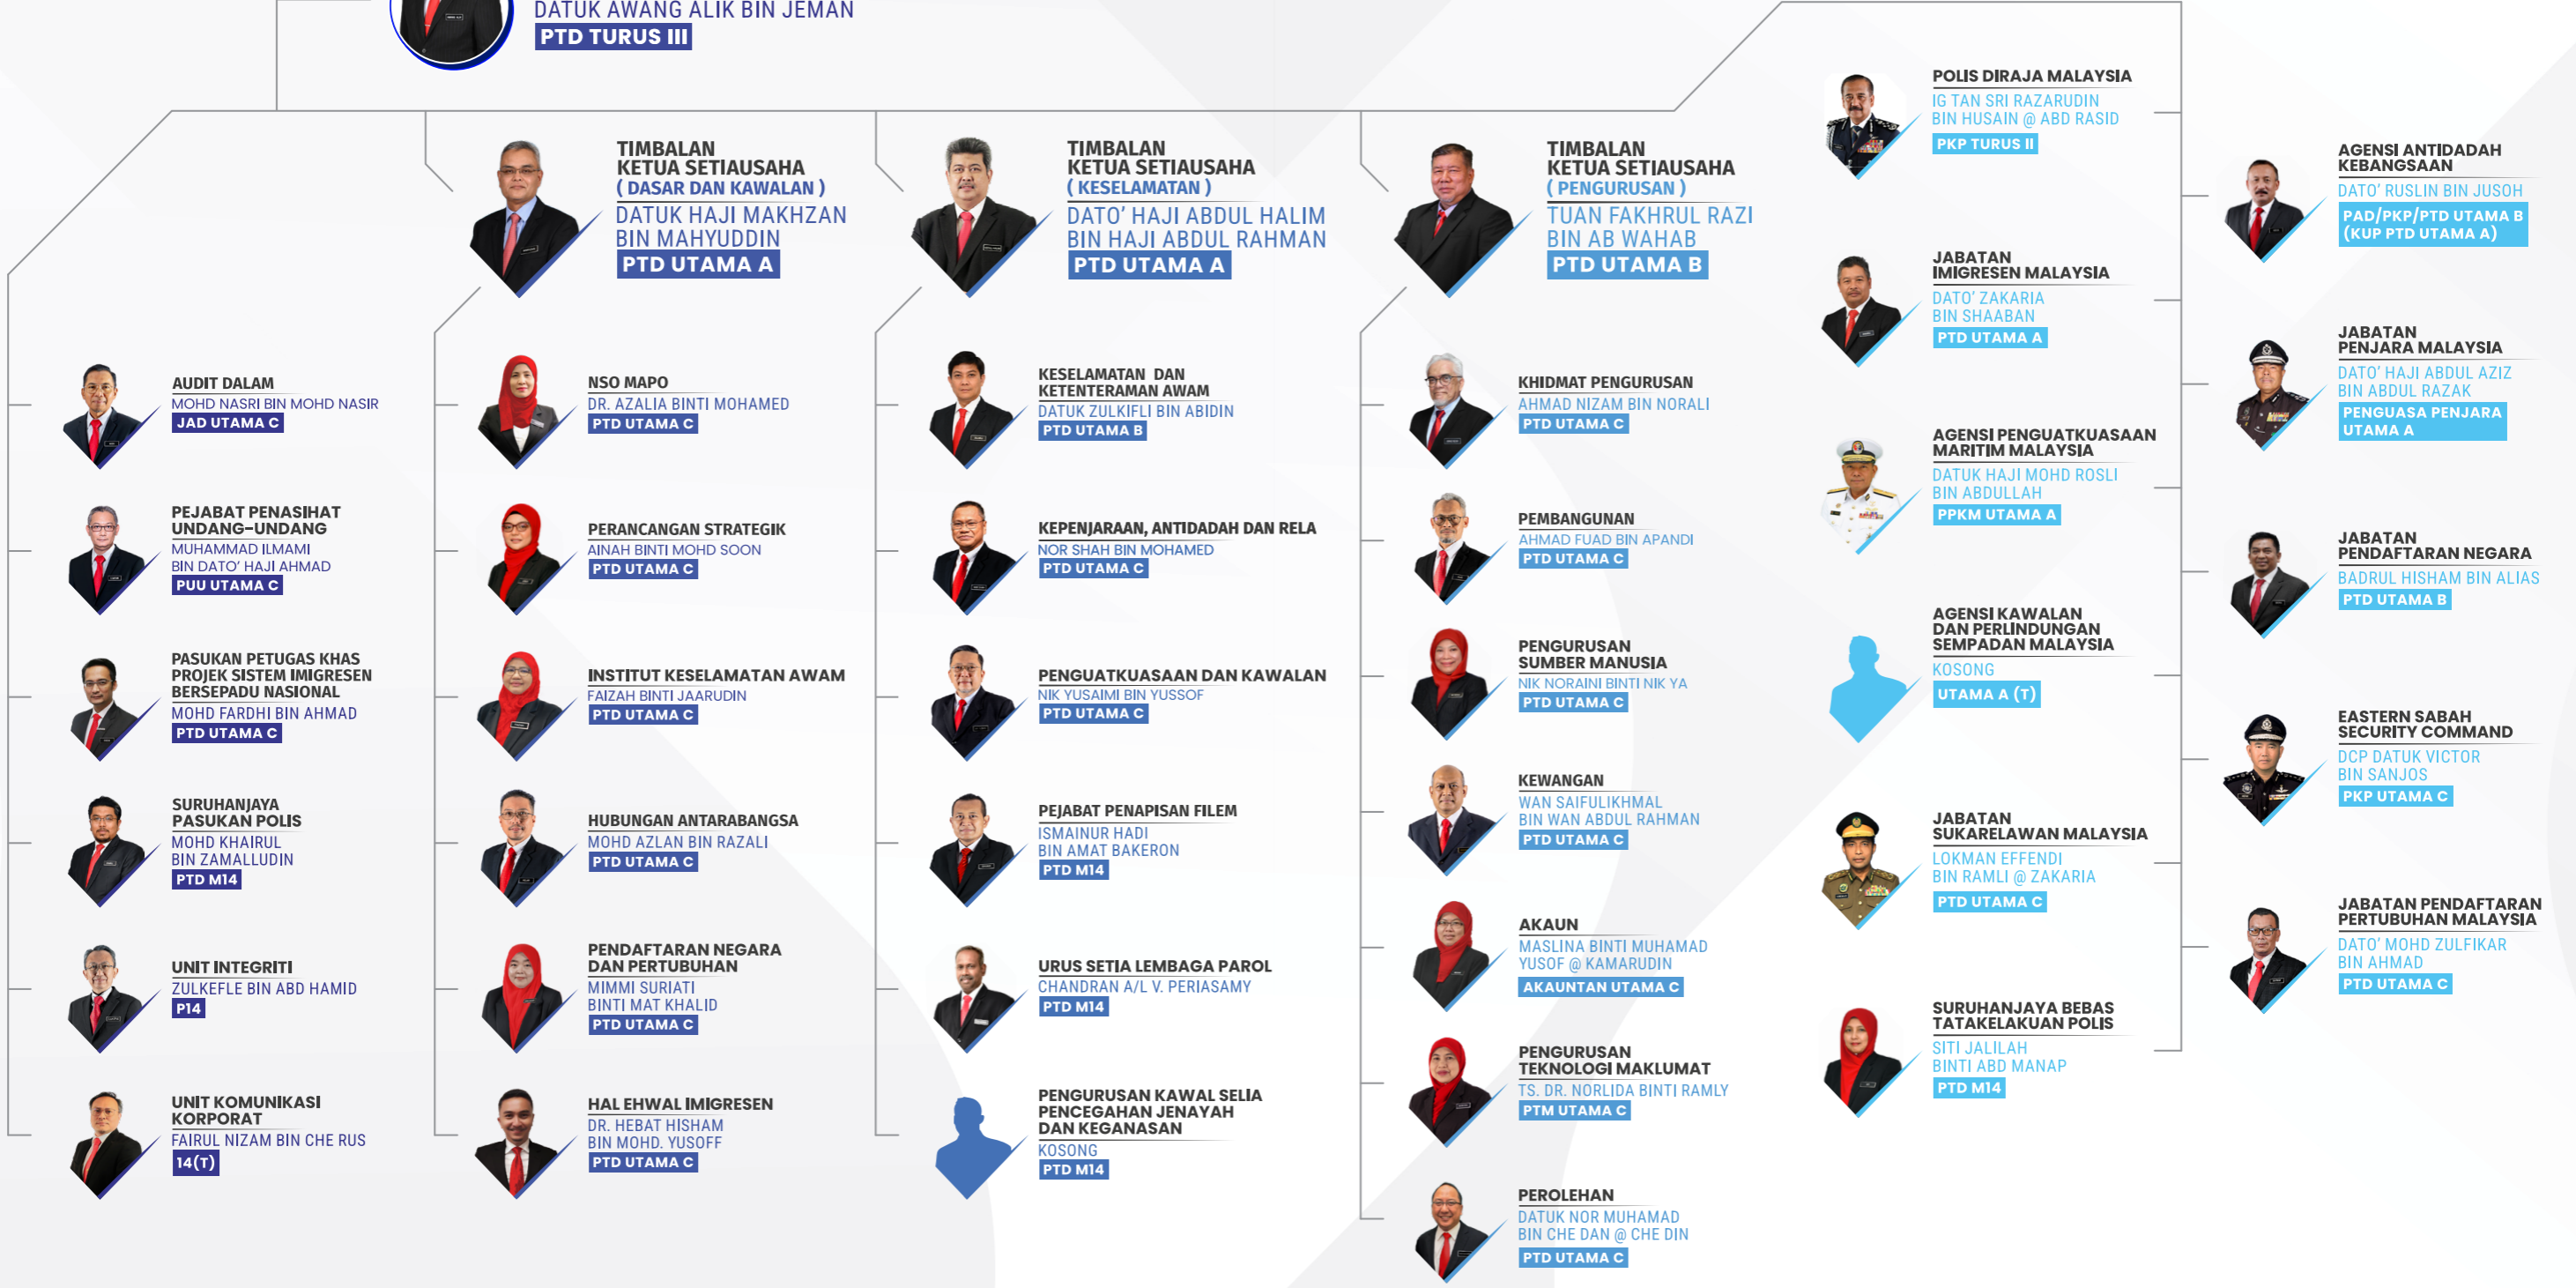 DATUK AWANG ALIK BIN JEMAN
PTD TURUS III
AUDIT DALAM
MOHD NASRI BIN MOHD NASIR
JAD UTAMA C
PEJABAT PENASIHAT
UNDANG-UNDANG
MUHAMMAD ILMAMI
BIN DATO' HAJI AHMAD
PUU UTAMA C
PASUKAN PETUGAS KHAS
PROJEK SISTEM IMIGRESEN
BERSEPADU NASIONAL
MOHD FARDHI BIN AHMAD
PTD UTAMA C
SURUHANJAYA
PASUKAN POLIS
MOHD KHAIRUL
BIN ZAMALLUDIN
PTD M14
UNIT INTEGRITI
ZULKEFLE BIN ABD HAMID
P14
UNIT KOMUNIKASI
KORPORAT
FAIRUL NIZAM BIN CHE RUS
14(T)
TIMBALAN
KETUA SETIAUSAHA
( DASAR DAN KAWALAN )
DATUK HAJI MAKHZAN
BIN MAHYUDDIN
PTD UTAMA A
NSO MAPO
DR. AZALIA BINTI MOHAMED
PTD UTAMA C
PERANCANGAN STRATEGIK
AINAH BINTI MOHD SOON
PTD UTAMA C
INSTITUT KESELAMATAN AWAM
FAIZAH BINTI JAARUDIN
PTD UTAMA C
HUBUNGAN ANTARABANGSA
MOHD AZLAN BIN RAZALI
PTD UTAMA C
PENDAFTARAN NEGARA
DAN PERTUBUHAN
MIMMI SURIATI
BINTI MAT KHALID
PTD UTAMA C
HAL EHWAL IMIGRESEN
DR. HEBAT HISHAM
BIN MOHD. YUSOFF
PTD UTAMA C
TIMBALAN
KETUA SETIAUSAHA
( KESELAMATAN )
DATO' HAJI ABDUL HALIM
BIN HAJI ABDUL RAHMAN
PTD UTAMA A
KESELAMATAN DAN
KETENTERAMAN AWAM
DATUK ZULKIFLI BIN ABIDIN
PTD UTAMA B
KEPENJARAAN, ANTIDADAH DAN RELA
NOR SHAH BIN MOHAMED
PTD UTAMA C
PENGUATKUASAAN DAN KAWALAN
NIK YUSAIMI BIN YUSSOF
PTD UTAMA C
PEJABAT PENAPISAN FILEM
ISMAINUR HADI
BIN AMAT BAKERON
PTD M14
URUS SETIA LEMBAGA PAROL
CHANDRAN A/L V. PERIASAMY
PTD M14
PENGURUSAN KAWAL SELIA
PENCEGAHAN JENAYAH
DAN KEGANASAN
KOSONG
PTD M14
TIMBALAN
KETUA SETIAUSAHA
( PENGURUSAN )
TUAN FAKHRUL RAZI
BIN AB WAHAB
PTD UTAMA B
KHIDMAT PENGURUSAN
AHMAD NIZAM BIN NORALI
PTD UTAMA C
PEMBANGUNAN
AHMAD FUAD BIN APANDI
PTD UTAMA C
PENGURUSAN
SUMBER MANUSIA
NIK NORAINI BINTI NIK YA
PTD UTAMA C
KEWANGAN
WAN SAIFULIKHMAL
BIN WAN ABDUL RAHMAN
PTD UTAMA C
AKAUN
MASLINA BINTI MUHAMAD
YUSOF @ KAMARUDIN
AKAUNTAN UTAMA C
PENGURUSAN
TEKNOLOGI MAKLUMAT
TS. DR. NORLIDA BINTI RAMLY
PTM UTAMA C
PEROLEHAN
DATUK NOR MUHAMAD
BIN CHE DAN @ CHE DIN
PTD UTAMA C
POLIS DIRAJA MALAYSIA
IG TAN SRI RAZARUDIN
BIN HUSAIN @ ABD RASID
PKP TURUS II
JABATAN
IMIGRESEN MALAYSIA
DATO' ZAKARIA
BIN SHAABAN
PTD UTAMA A
AGENSI PENGUATKUASAAN
MARITIM MALAYSIA
DATUK HAJI MOHD ROSLI
BIN ABDULLAH
PPKM UTAMA A
AGENSI KAWALAN
DAN PERLINDUNGAN
SEMPADAN MALAYSIA
KOSONG
UTAMA A (T)
JABATAN
SUKARELAWAN MALAYSIA
LOKMAN EFFENDI
BIN RAMLI @ ZAKARIA
PTD UTAMA C
SURUHANJAYA BEBAS
TATAKELAKUAN POLIS
SITI JALILAH
BINTI ABD MANAP
PTD M14
AGENSI ANTIDADAH
KEBANGSAAN
DATO' RUSLIN BIN JUSOH
PAD/PKP/PTD UTAMA B
(KUP PTD UTAMA A)
JABATAN
PENJARA MALAYSIA
DATO' HAJI ABDUL AZIZ
BIN ABDUL RAZAK
PENGUASA PENJARA
UTAMA A
JABATAN
PENDAFTARAN NEGARA
BADRUL HISHAM BIN ALIAS
PTD UTAMA B
EASTERN SABAH
SECURITY COMMAND
DCP DATUK VICTOR
BIN SANJOS
PKP UTAMA C
JABATAN PENDAFTARAN
PERTUBUHAN MALAYSIA
DATO' MOHD ZULFIKAR
BIN AHMAD
PTD UTAMA C